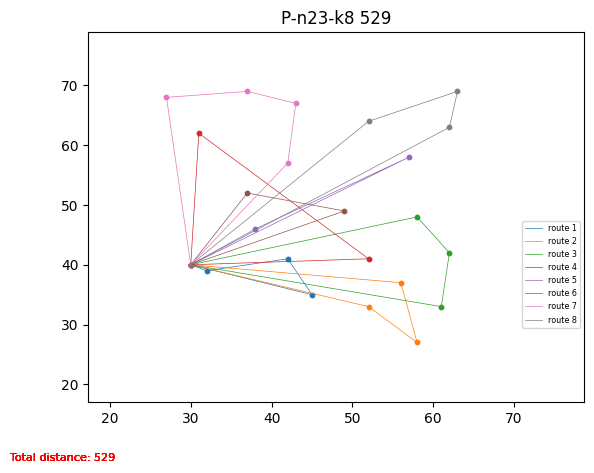 P-n23-k8 529
70
60
50
40
30
20
20 30 40 50 60 70
route 1
route 2
route 3
route 4
route 5
route 6
route 7
route 8
Total distance: 529